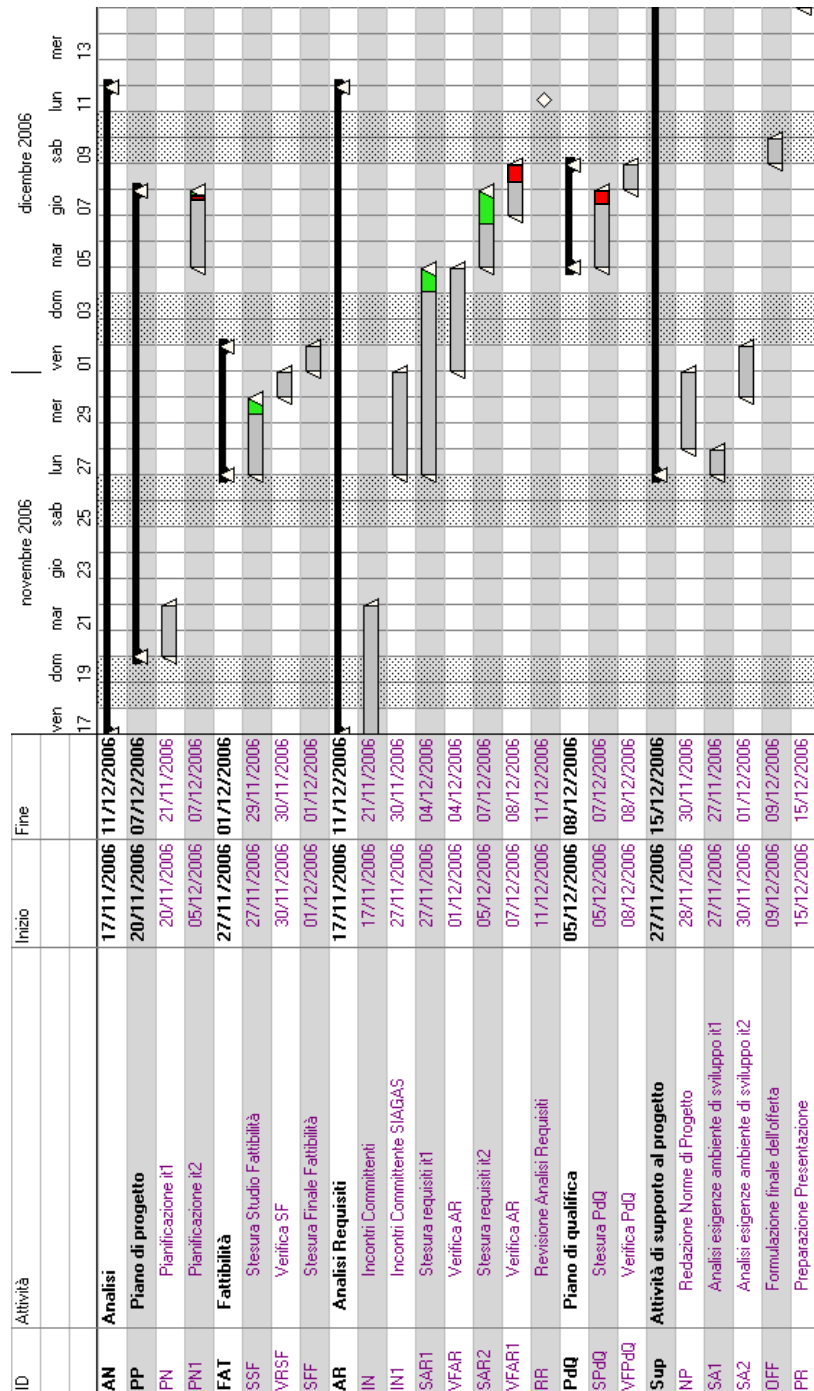 ID Attività Inizio Fine novembre 2006 dicembre 2006
ven dom mar gio sab lun mer ven dom mar gio sab lun mer
17 19 21 23 25 27 29 01 03 05 07 09 11 13
AN Analisi 17/11/2006 11/12/2006
PP Piano di progetto 20/11/2006 07/12/2006
PN Pianificazione it1 20/11/2006 21/11/2006
PN1 Pianificazione it2 05/12/2006 07/12/2006
FAT Fattibilità 27/11/2006 01/12/2006
SSF Stesura Studio Fattibilità 27/11/2006 29/11/2006
VRSF Verifica SF 30/11/2006 30/11/2006
SFF Stesura Finale Fattibilità 01/12/2006 01/12/2006
AR Analisi Requisiti 17/11/2006 11/12/2006
IN Incontri Committenti 17/11/2006 21/11/2006
IN1 Incontri Committente SIAGAS 27/11/2006 30/11/2006
SAR1 Stesura requisiti it1 27/11/2006 04/12/2006
VFAR Verifica AR 01/12/2006 04/12/2006
SAR2 Stesura requisiti it2 05/12/2006 07/12/2006
VFAR1 Verifica AR 07/12/2006 08/12/2006
RR Revisione Analisi Requisiti 11/12/2006 11/12/2006
PdQ Piano di qualifica 05/12/2006 08/12/2006
SPdQ Stesura PdQ 05/12/2006 07/12/2006
VFPdQ Verifica PdQ 08/12/2006 08/12/2006
Sup Attività di supporto al progetto 27/11/2006 15/12/2006
NP Redazione Norme di Progetto 28/11/2006 30/11/2006
SA1 Analisi esigenze ambiente di sviluppo it1 27/11/2006 27/11/2006
SA2 Analisi esigenze ambiente di sviluppo it2 30/11/2006 01/12/2006
OFF Formulazione finale dell'offerta 09/12/2006 09/12/2006
PR Preparazione Presentazione 15/12/2006 15/12/2006